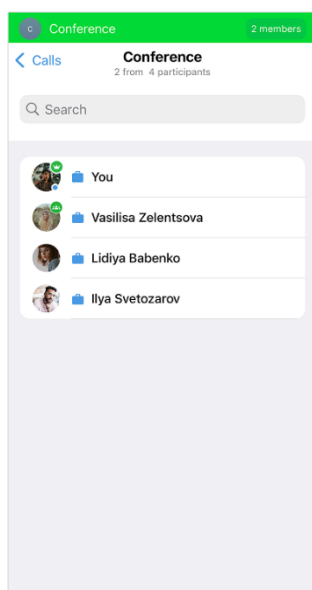 C Conference 2 members
Calls Conference
2 from 4 participants
Search
You
Vasilisa Zelentsova
Lidiya Babenko
Ilya Svetozarov